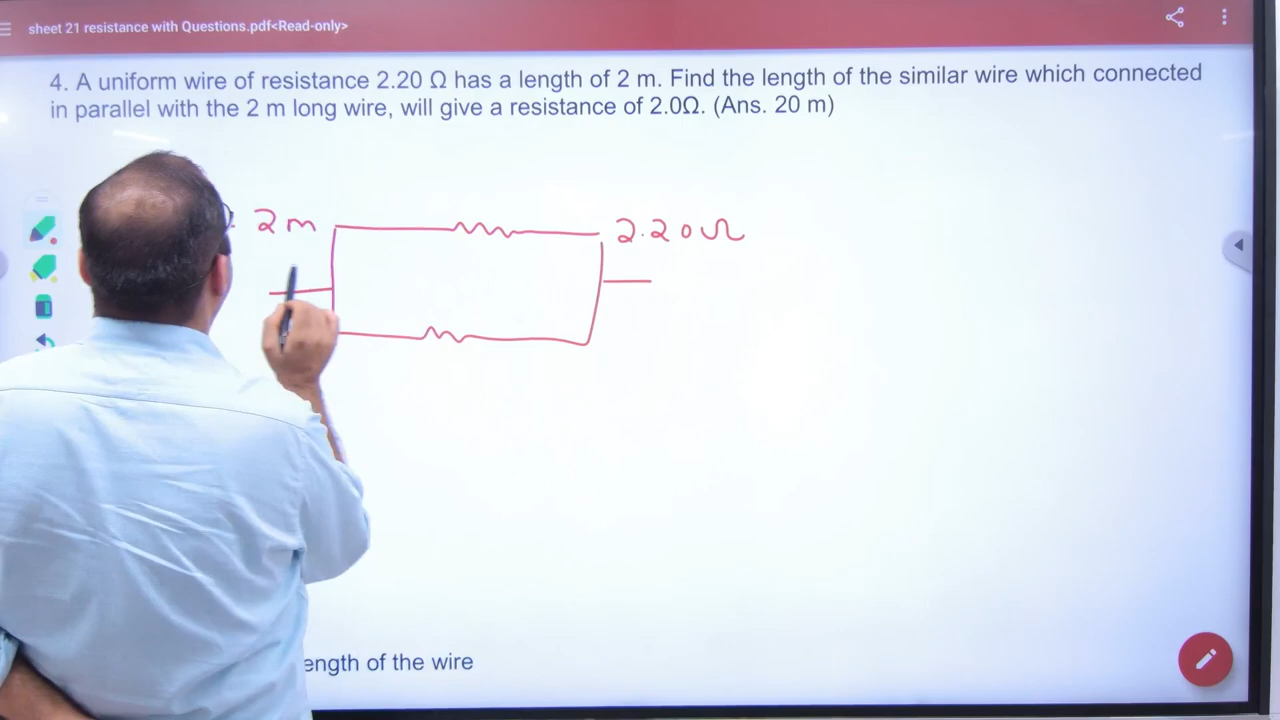 sheet 21 resistance with Questions.pdf<Read-only>
4. A uniform wire of resistance 2.20 Ω has a length of 2 m. Find the length of the similar wire which connected
in parallel with the 2 m long wire, will give a resistance of 2.0Ω. (Ans. 20 m)
2 m 2.20 Ω
ength of the wire